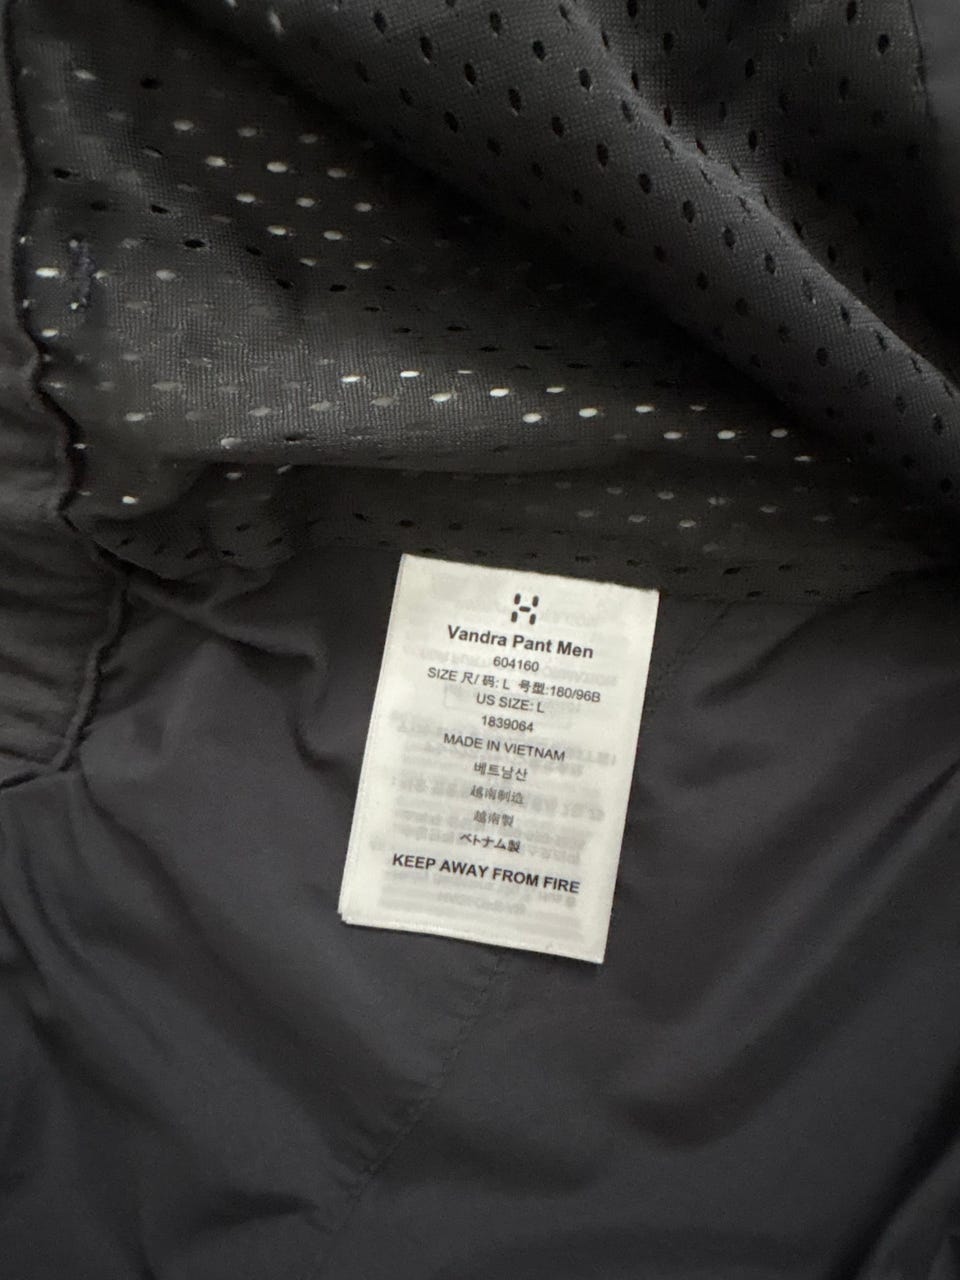 Vandra Pant Men
604160
SIZE 尺/ 码: L 号型:180/96B
US SIZE: L
1839064
MADE IN VIETNAM
베트남산
越南制造
越南製
ベトナム製
KEEP AWAY FROM FIRE